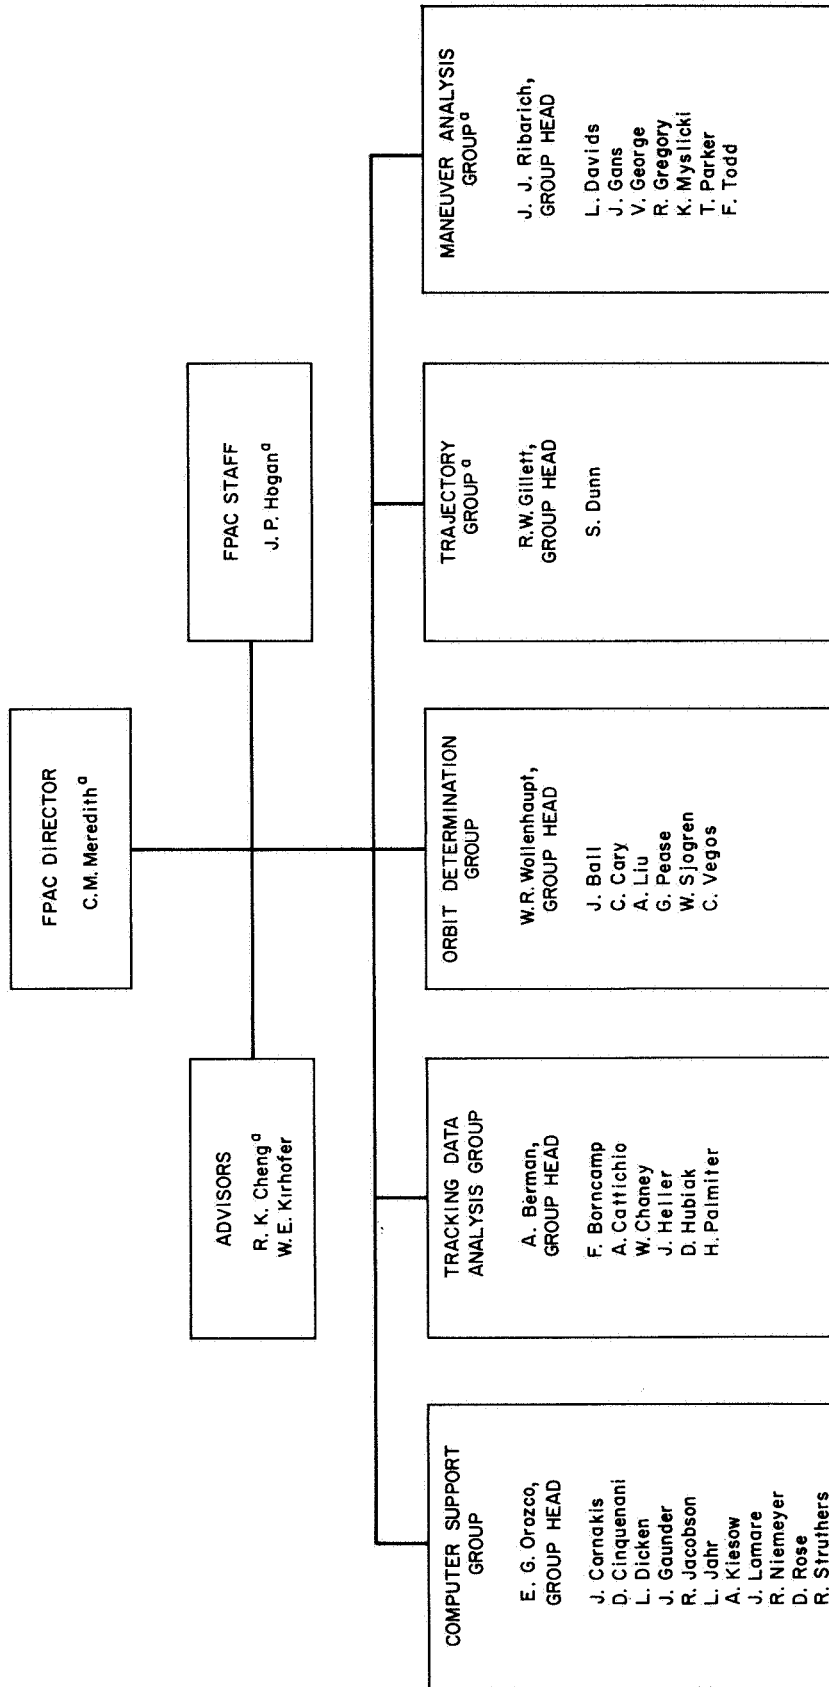 FPAC DIRECTOR
C.M. Meredith a
ADVISORS
R. K. Cheng a
W. E. Kirhofer
FPAC STAFF
J. P. Hogan a
COMPUTER SUPPORT
GROUP
E. G. Orozco,
GROUP HEAD
J. Carnakis
D. Cinquenani
L. Dicken
J. Gaunder
R. Jacobson
L. Jahr
A. Kiesow
J. Lamare
R. Niemeyer
D. Rose
R. Struthers
TRACKING DATA
ANALYSIS GROUP
A. Berman,
GROUP HEAD
F. Borncamp
A. Cattichio
W. Chaney
J. Heller
D. Hubiak
H. Palmiter
ORBIT DETERMINATION
GROUP
W.R. Wollenhaupt,
GROUP HEAD
J. Ball
C. Cary
A. Liu
G. Pease
W. Sjogren
C. Vegos
TRAJECTORY
GROUP a
R.W. Gillett,
GROUP HEAD
S. Dunn
MANEUVER ANALYSIS
GROUP a
J. J. Ribarich,
GROUP HEAD
L. Davids
J. Gans
V. George
R. Gregory
K. Myslicki
T. Parker
F. Todd